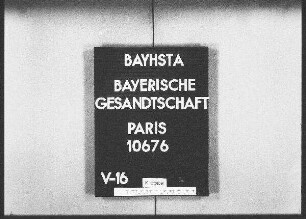 BAYHSTA
BAYERISCHE
GESANDTSCHAFT
PARIS
10676
V-16